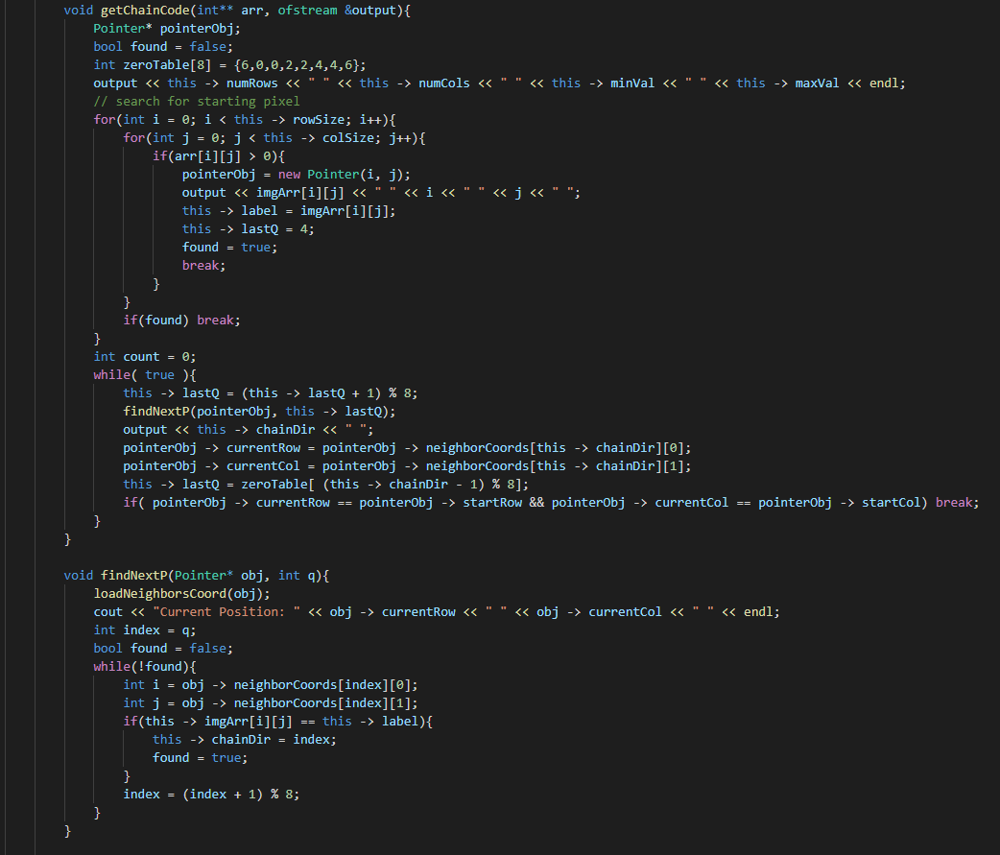 void getChainCode(int** arr, ofstream &output){
    Pointer* pointerObj;
    bool found = false;
    int zeroTable[8] = {6,0,0,2,2,4,4,6};
    output << this -> numRows << " " << this -> numCols << " " << this -> minVal << " " << this -> maxVal << endl;
    // search for starting pixel
    for(int i = 0; i < this -> rowSize; i++){
        for(int j = 0; j < this -> colSize; j++){
            if(arr[i][j] > 0){
                pointerObj = new Pointer(i, j);
                output << imgArr[i][j] << " " << i << " " << j << " ";
                this -> label = imgArr[i][j];
                this -> lastQ = 4;
                found = true;
                break;
            }
        }
        if(found) break;
    }
    int count = 0;
    while( true ){
        this -> lastQ = (this -> lastQ + 1) % 8;
        findNextP(pointerObj, this -> lastQ);
        output << this -> chainDir << " ";
        pointerObj -> currentRow = pointerObj -> neighborCoords[this -> chainDir][0];
        pointerObj -> currentCol = pointerObj -> neighborCoords[this -> chainDir][1];
        this -> lastQ = zeroTable[ (this -> chainDir - 1) % 8];
        if( pointerObj -> currentRow == pointerObj -> startRow && pointerObj -> currentCol == pointerObj -> startCol) break;
    }
}

void findNextP(Pointer* obj, int q){
    loadNeighborsCoord(obj);
    cout << "Current Position: " << obj -> currentRow << " " << obj -> currentCol << " " << endl;
    int index = q;
    bool found = false;
    while(!found){
        int i = obj -> neighborCoords[index][0];
        int j = obj -> neighborCoords[index][1];
        if(this -> imgArr[i][j] == this -> label){
            this -> chainDir = index;
            found = true;
        }
        index = (index + 1) % 8;
    }
}